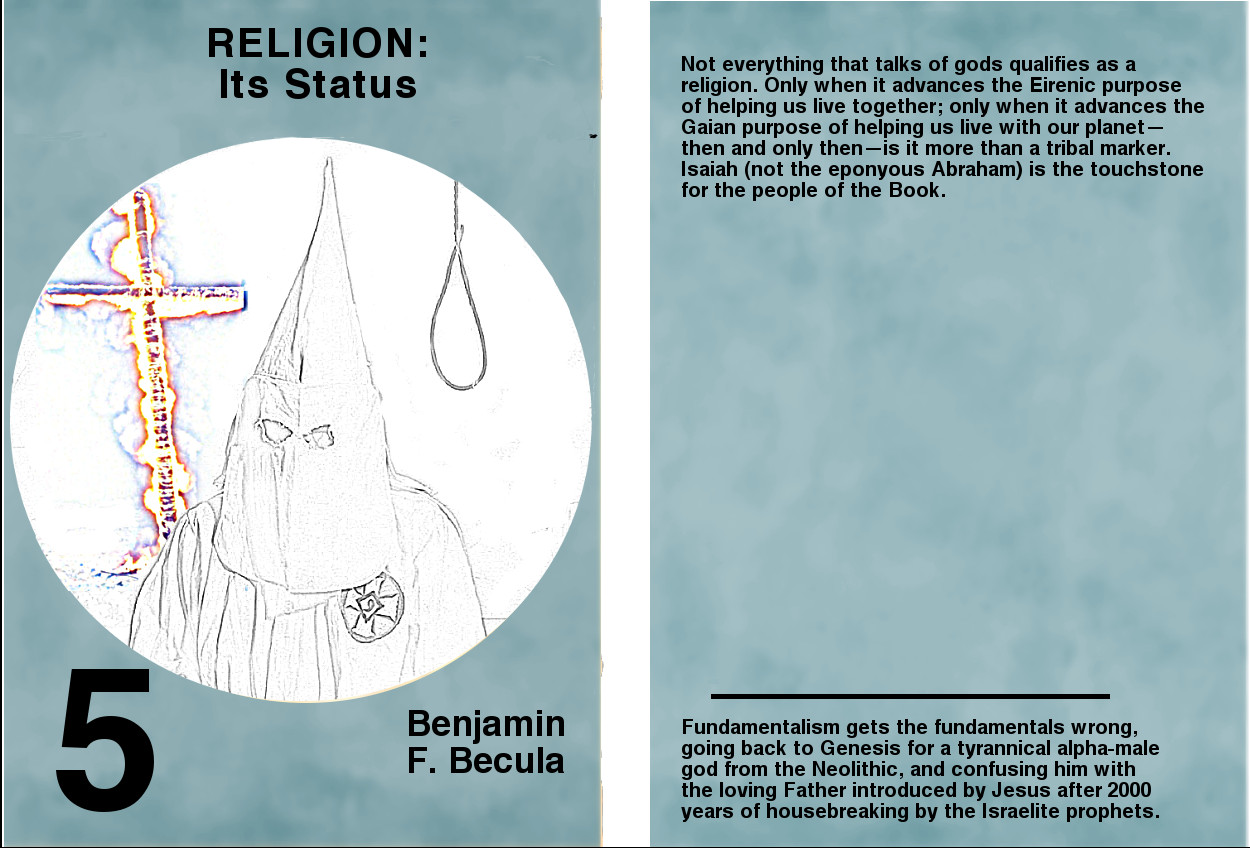 RELIGION:
Its Status
5
Benjamin
F. Becula
Not everything that talks of gods qualifies as a
religion. Only when it advances the Eirenic purpose
of helping us live together; only when it advances the
Gaian purpose of helping us live with our planet—
then and only then—is it more than a tribal marker.
Isaiah (not the eponyous Abraham) is the touchstone
for the people of the Book.
Fundamentalism gets the fundamentals wrong,
going back to Genesis for a tyrannical alpha-male
god from the Neolithic, and confusing him with
the loving Father introduced by Jesus after 2000
years of housebreaking by the Israelite prophets.